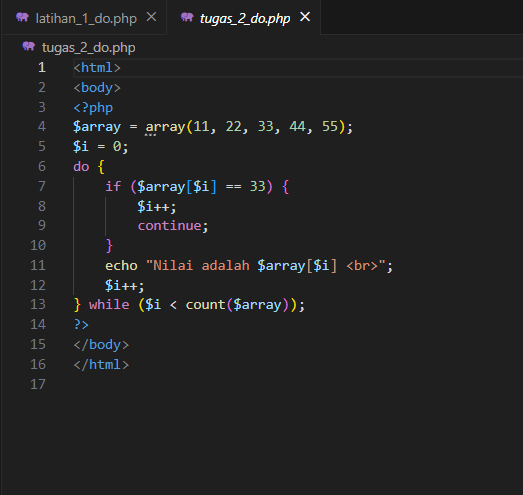 latihan_1_do.php × tugas_2_do.php ×
tugas_2_do.php
1 <html>
2 <body>
3 <?php
4 $array = array(11, 22, 33, 44, 55);
5 $i = 0;
6 do {
7     if ($array[$i] == 33) {
8         $i++;
9         continue;
10     }
11     echo "Nilai adalah $array[$i] <br>";
12     $i++;
13 } while ($i < count($array));
14 ?>
15 </body>
16 </html>
17